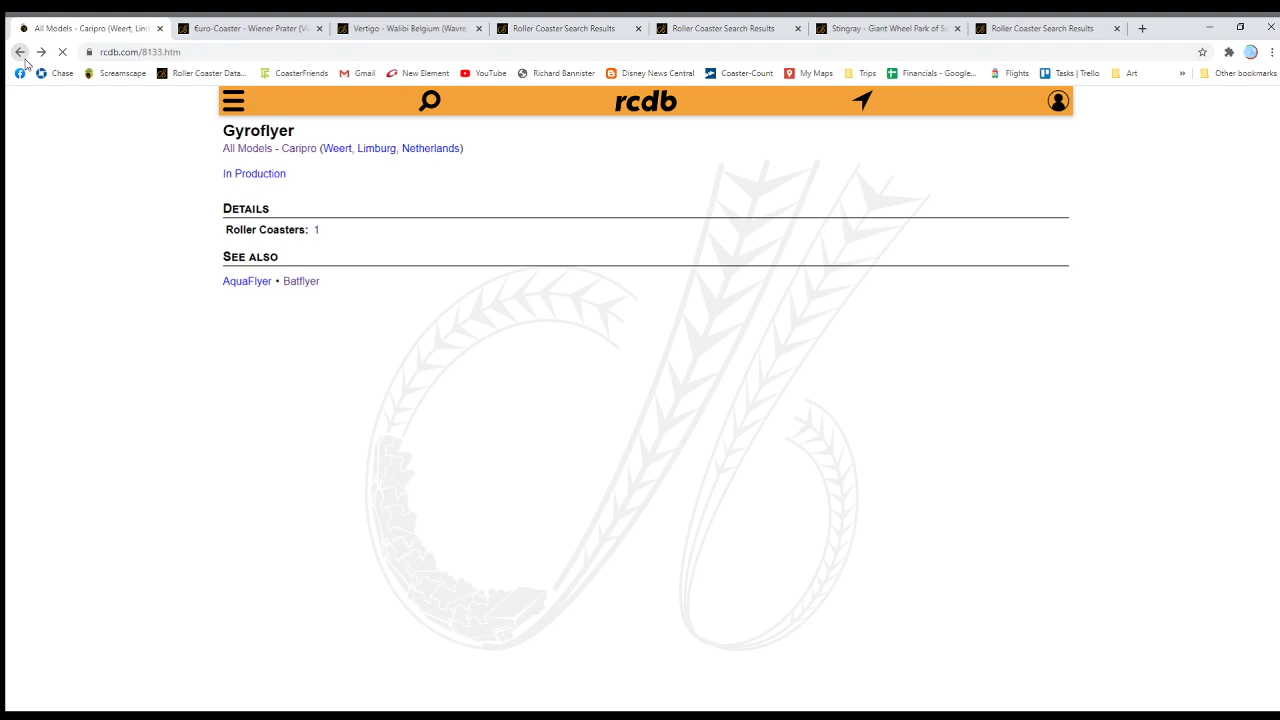 All Models - Caripro (Weert, Lim
€uro-Coaster - Wiener Prater (Vi
Vertigo - Walibi Belgium (Wavre,
Roller Coaster Search Results
Roller Coaster Search Results
Stingray - Giant Wheel Park of Su
Roller Coaster Search Results
rcdb.com/8133.htm
Chase
Screamscape
Roller Coaster Data...
CoasterFriends
Gmail
New Element
YouTube
Richard Bannister
Disney News Central
Coaster-Count
My Maps
Trips
Financials - Google...
Flights
Tasks | Trello
Art
»
Other bookmarks
rcdb
Gyroflyer
All Models - Caripro (Weert, Limburg, Netherlands)
In Production
DETAILS
Roller Coasters: 1
SEE ALSO
AquaFlyer • Batflyer